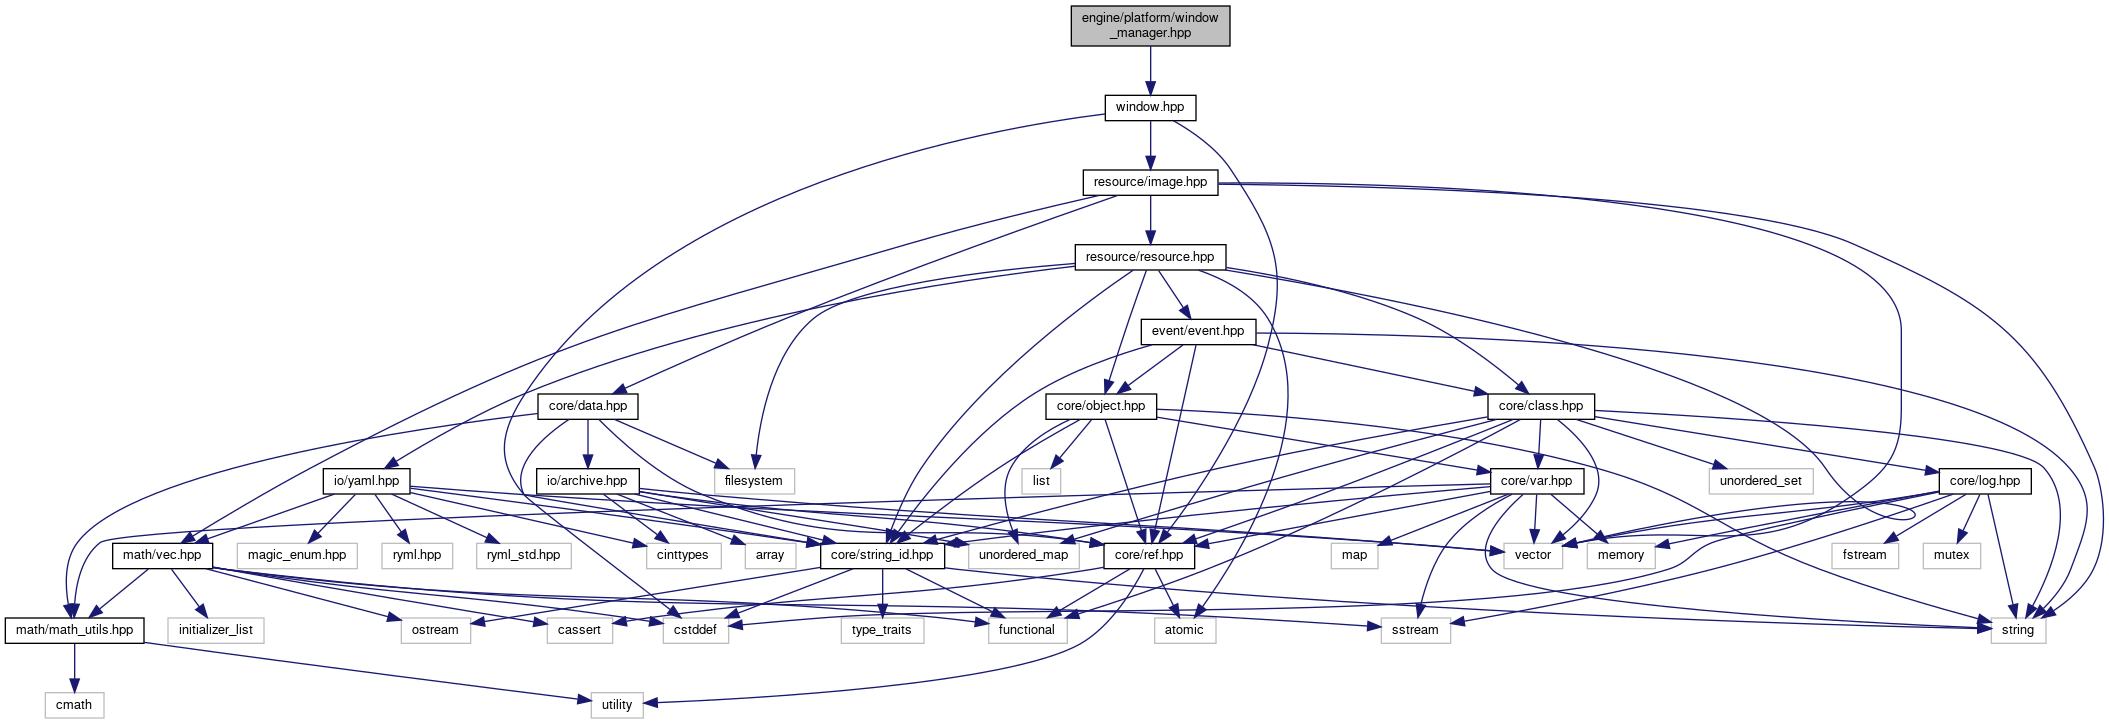 engine/platform/window
_manager.hpp
window.hpp
resource/image.hpp
resource/resource.hpp
event/event.hpp
core/data.hpp
core/object.hpp
core/class.hpp
io/yaml.hpp
io/archive.hpp
filesystem
list
core/var.hpp
unordered_set
core/log.hpp
math/vec.hpp
magic_enum.hpp
ryml.hpp
ryml_std.hpp
cinttypes
array
core/string_id.hpp
unordered_map
core/ref.hpp
map
vector
memory
fstream
mutex
math/math_utils.hpp
initializer_list
ostream
cassert
cstddef
type_traits
functional
atomic
sstream
string
cmath
utility